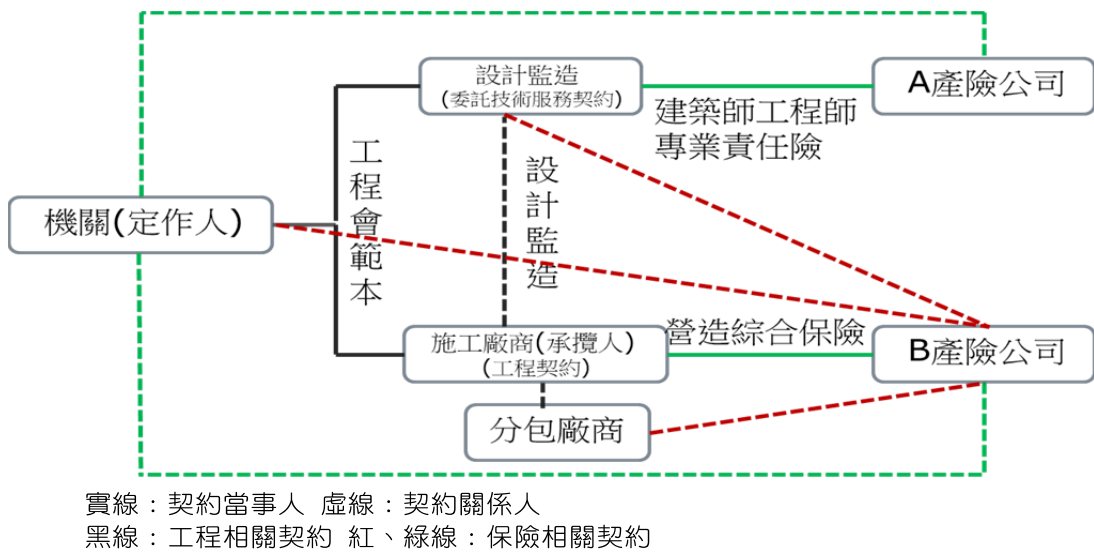 設計監造
(委託技術服務契約)
A產險公司
建築師工程師
專業責任險
工程會範本
設計監造
機關(定作人)
施工廠商(承攬人)
(工程契約)
營造綜合保險
B產險公司
分包廠商
實線：契約當事人 虛線：契約關係人
黑線：工程相關契約 紅、綠線：保險相關契約